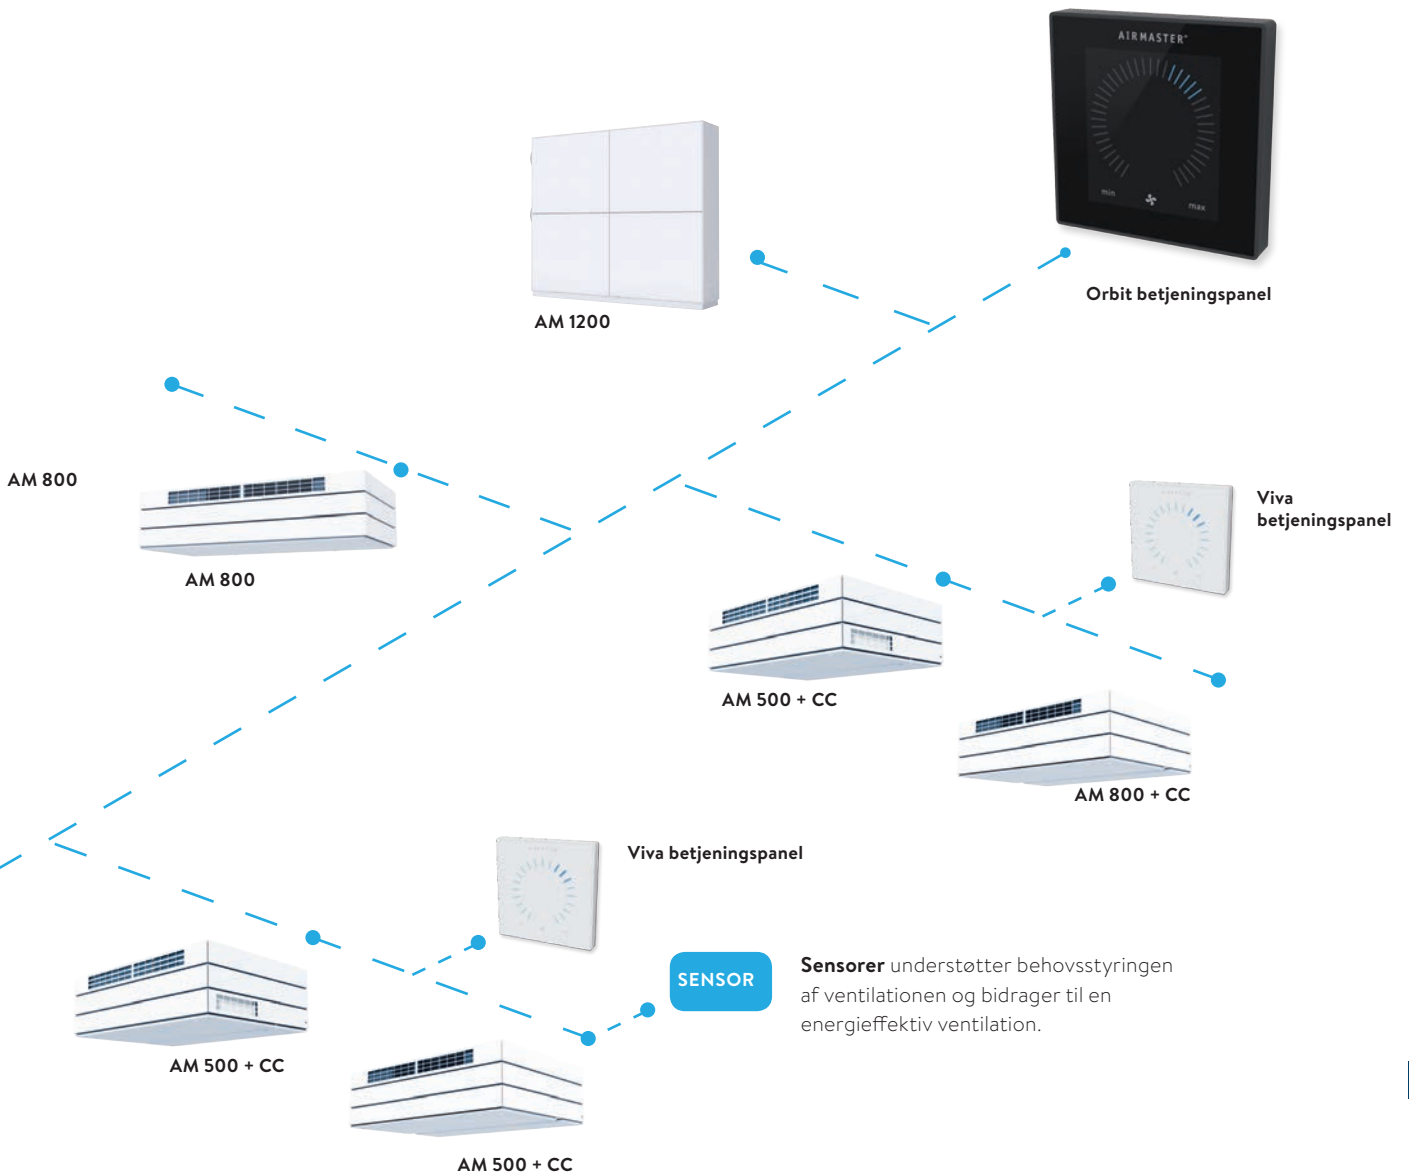 AIRMASTER
min
max
Orbit betjeningspanel
AM 1200
AM 800
AM 800
Viva
betjeningspanel
AM 500 + CC
AM 800 + CC
Viva betjeningspanel
SENSOR
Sensorer understøtter behovsstyringen
af ventilationen og bidrager til en
energieffektiv ventilation.
AM 500 + CC
AM 500 + CC